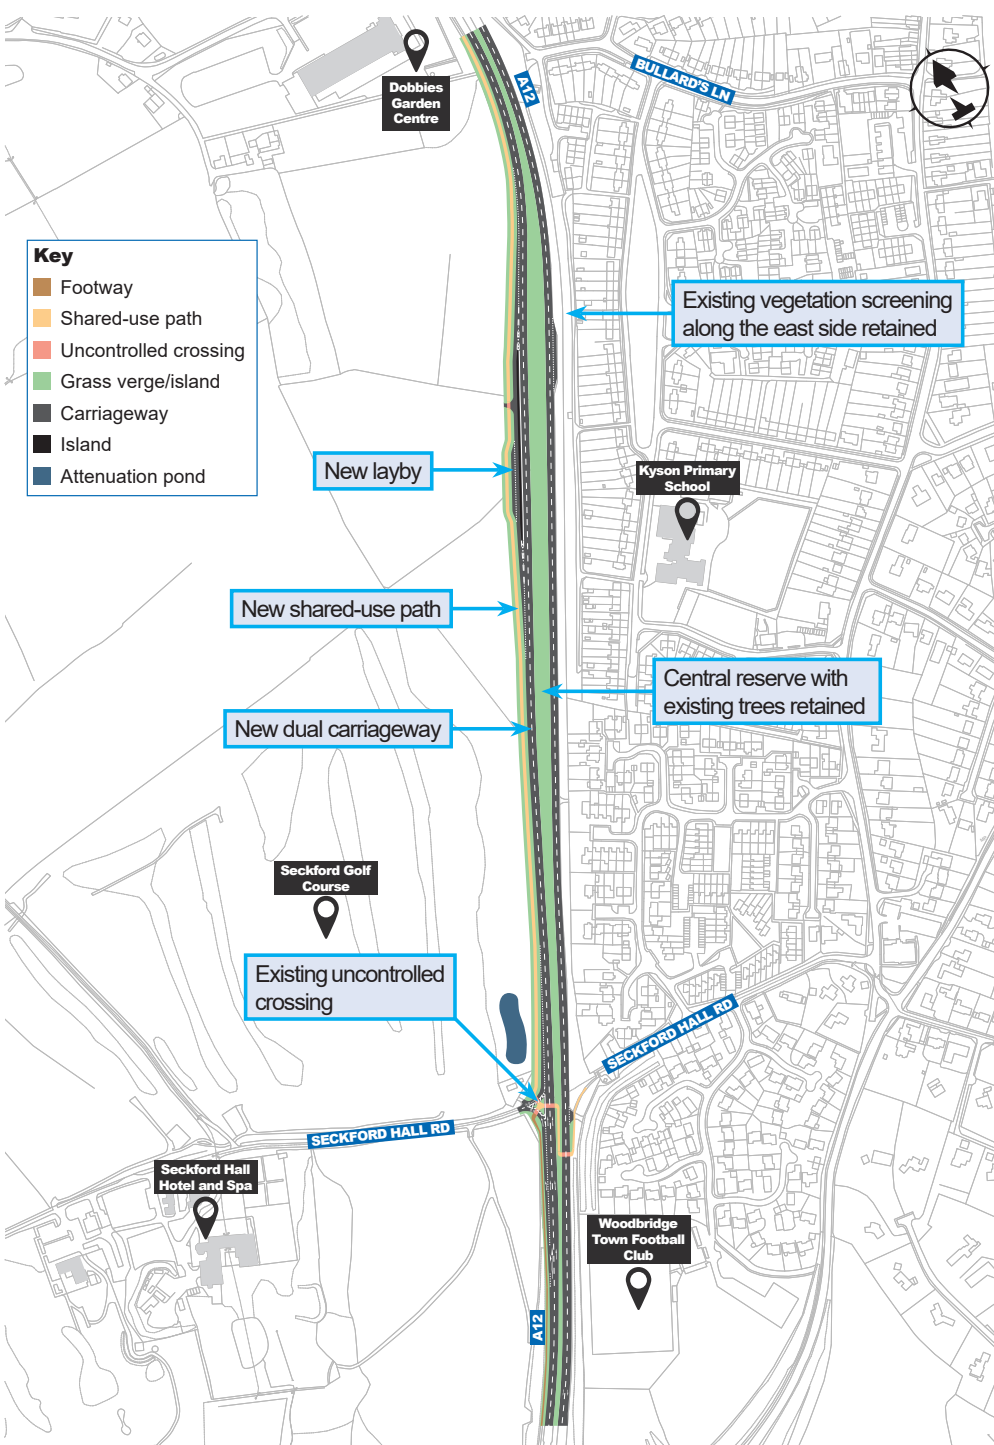 Dobbies
Garden
Centre
A12
BULLARD'S LN
N
Key
Footway
Shared-use path
Uncontrolled crossing
Grass verge/island
Carriageway
Island
Attenuation pond
Existing vegetation screening
along the east side retained
New layby
Kyson Primary
School
New shared-use path
Central reserve with
existing trees retained
New dual carriageway
Seckford Golf
Course
Existing uncontrolled
crossing
SECKFORD HALL RD
SECKFORD HALL RD
Seckford Hall
Hotel and Spa
Woodbridge
Town Football
Club
A12